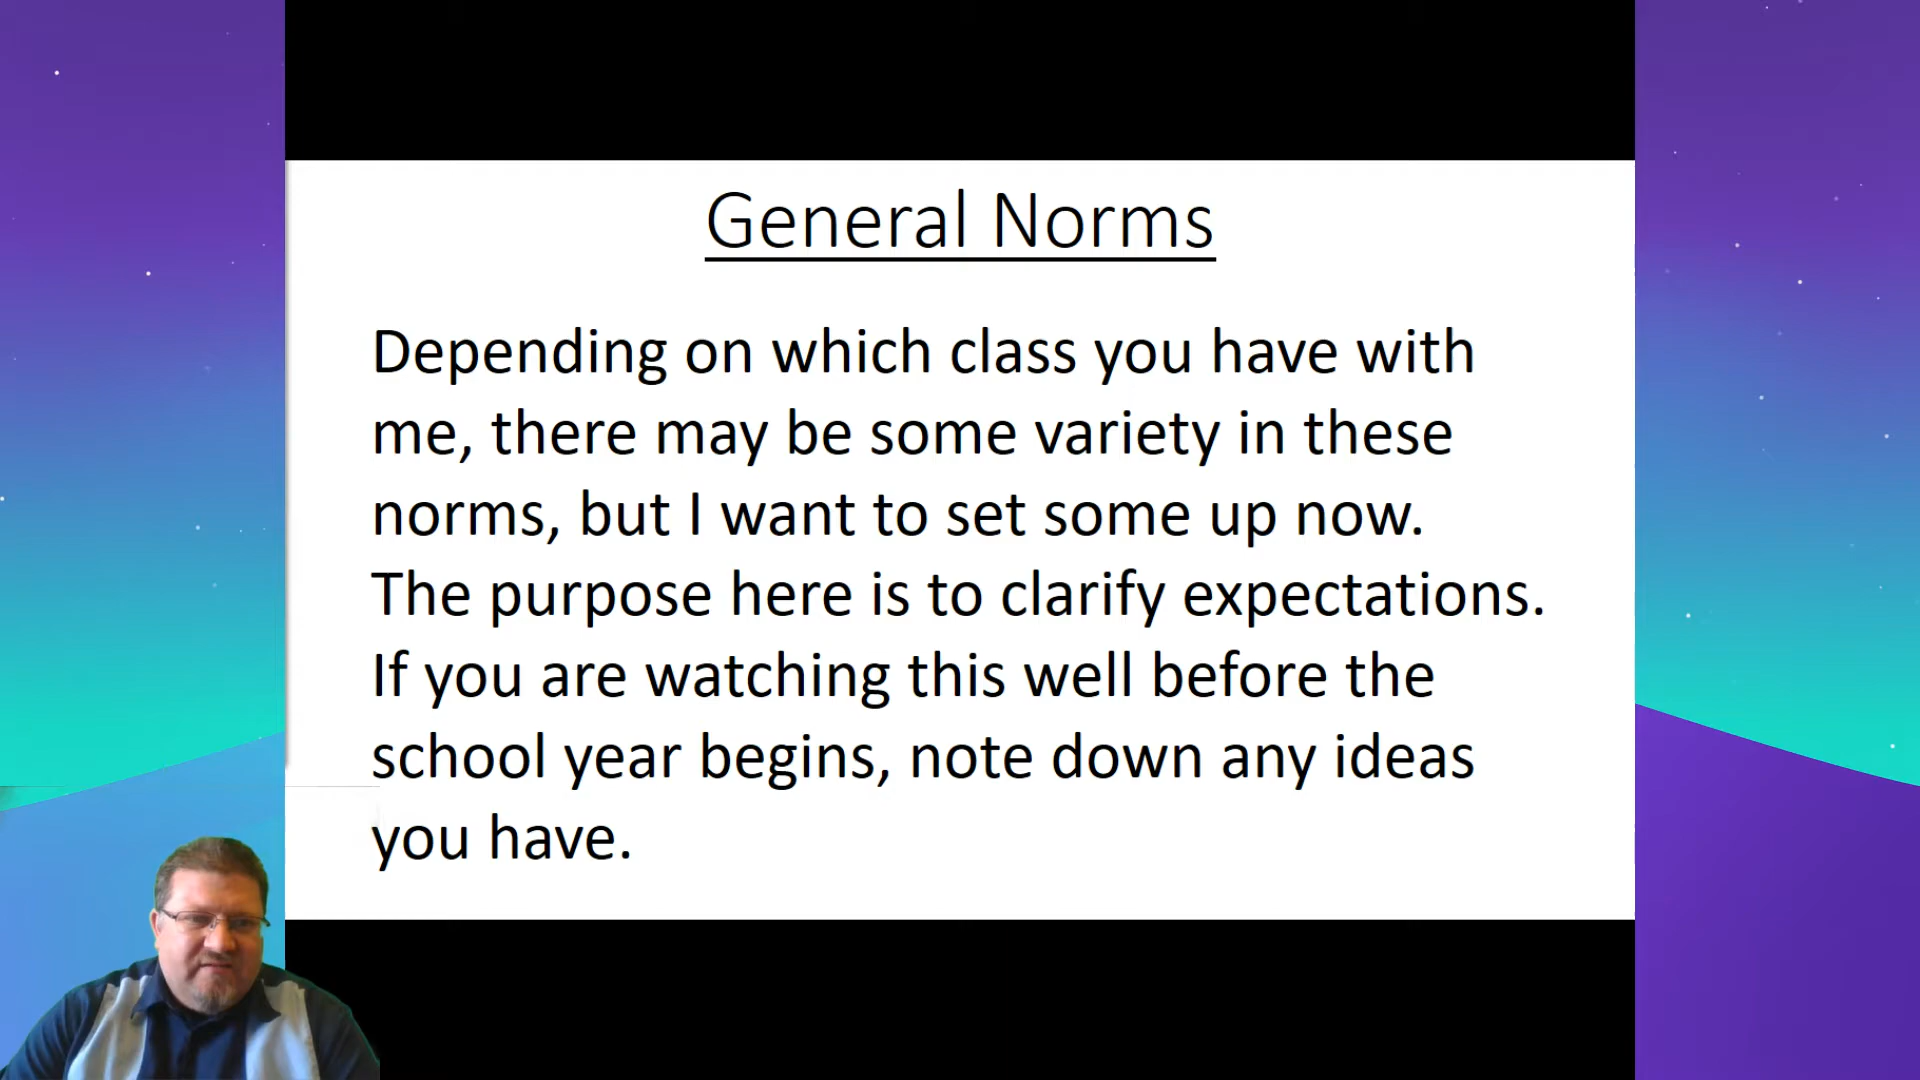 General Norms
Depending on which class you have with
me, there may be some variety in these
norms, but I want to set some up now.
The purpose here is to clarify expectations.
If you are watching this well before the
school year begins, note down any ideas
you have.